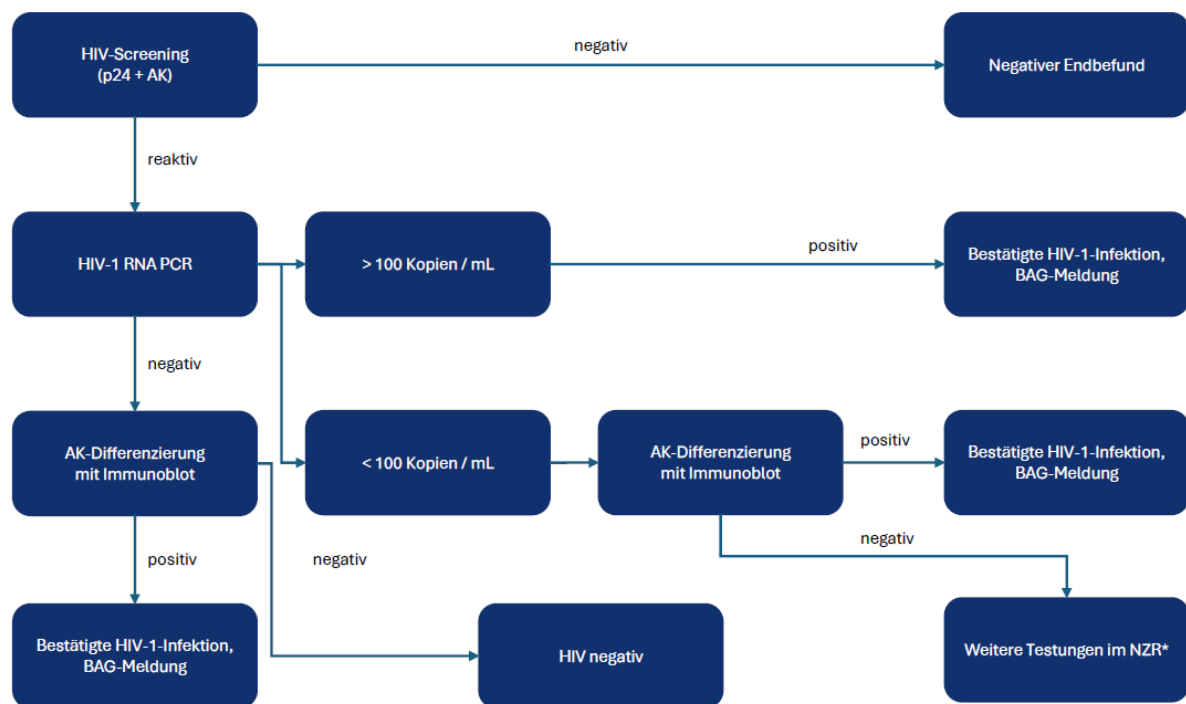 HIV-Screening
(p24 + AK)
negativ
Negativer Endbefund
reaktiv
HIV-1 RNA PCR
> 100 Kopien / mL
positiv
Bestätigte HIV-1-Infektion,
BAG-Meldung
negativ
AK-Differenzierung
mit Immunoblot
< 100 Kopien / mL
AK-Differenzierung
mit Immunoblot
positiv
Bestätigte HIV-1-Infektion,
BAG-Meldung
positiv
negativ
negativ
Bestätigte HIV-1-Infektion,
BAG-Meldung
HIV negativ
Weitere Testungen im NZR*